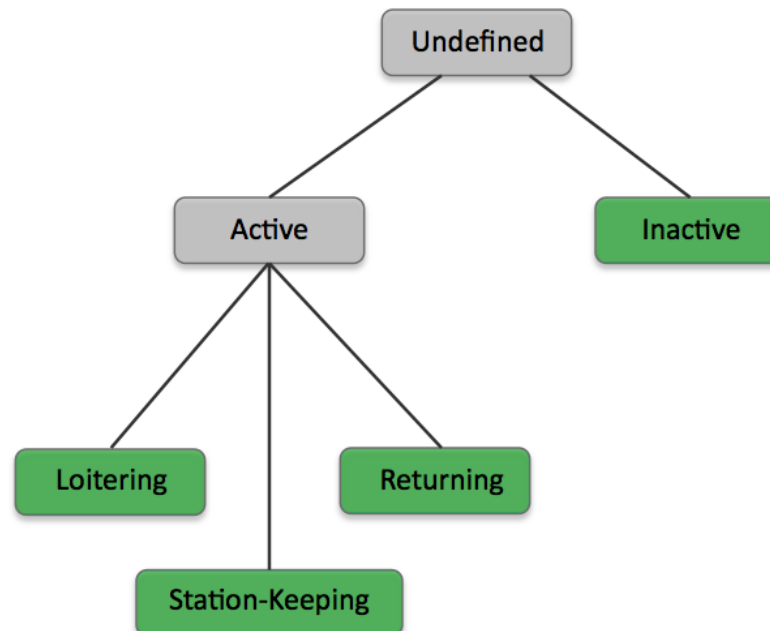 Undefined
Active
Inactive
Loitering
Returning
Station-Keeping